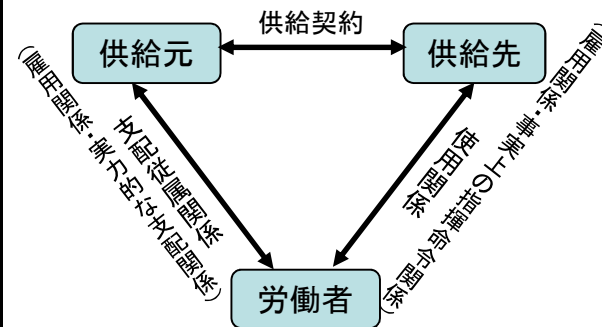 供給契約
供給元
供給先
支配従属関係
(雇用関係・実力的な支配関係)
使用関係
(雇用関係・事実上の指揮命令関係)
労働者